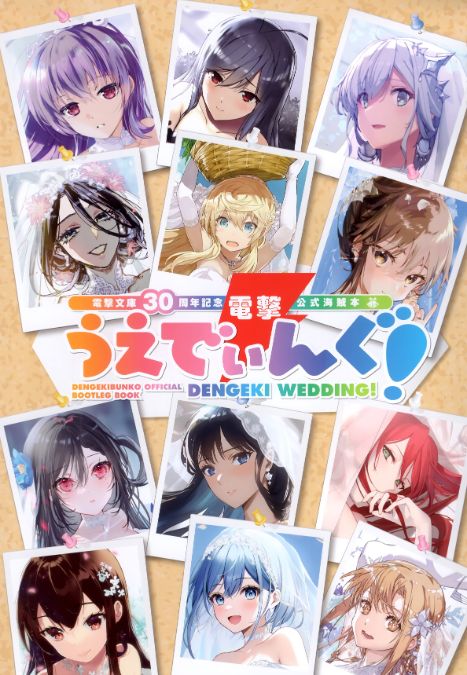 電撃文庫30周年記念 電撃 公式海賊本
うえでぃんぐ!
DENGEKIBUNKO OFFICIAL
BOOTLEG BOOK
DENGEKI WEDDING!